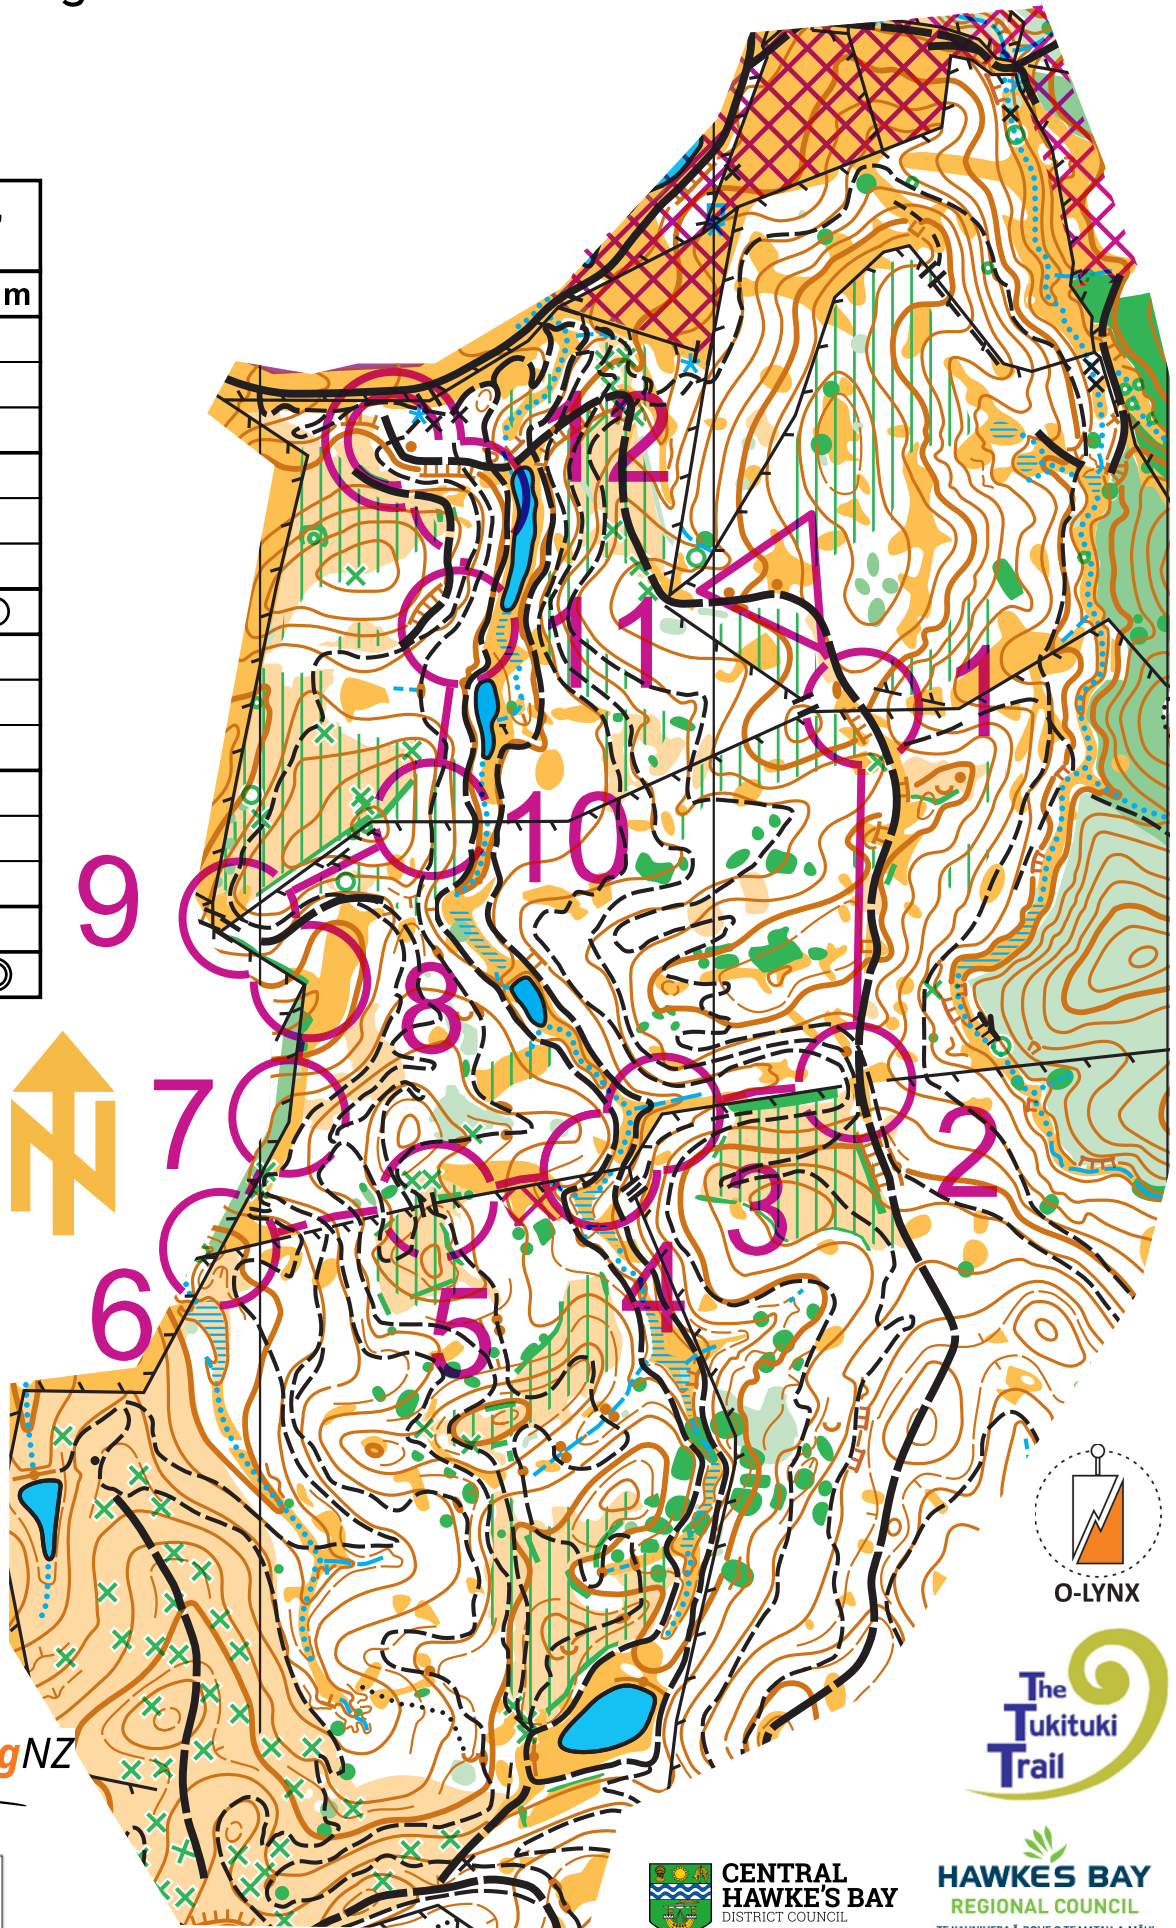 g
m
12
11
1
10
9
8
7
2
3
6
4
5
N
O-LYNX
The
Tukituki
Trail
gNZ
CENTRAL
HAWKE'S BAY
DISTRICT COUNCIL
HAWKE'S BAY
REGIONAL COUNCIL